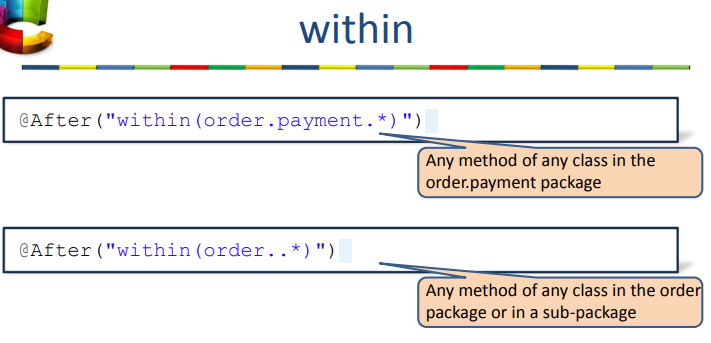 within
@After("within(order.payment.*)")
Any method of any class in the
order.payment package
@After("within(order..*)")
Any method of any class in the order
package or in a sub-package